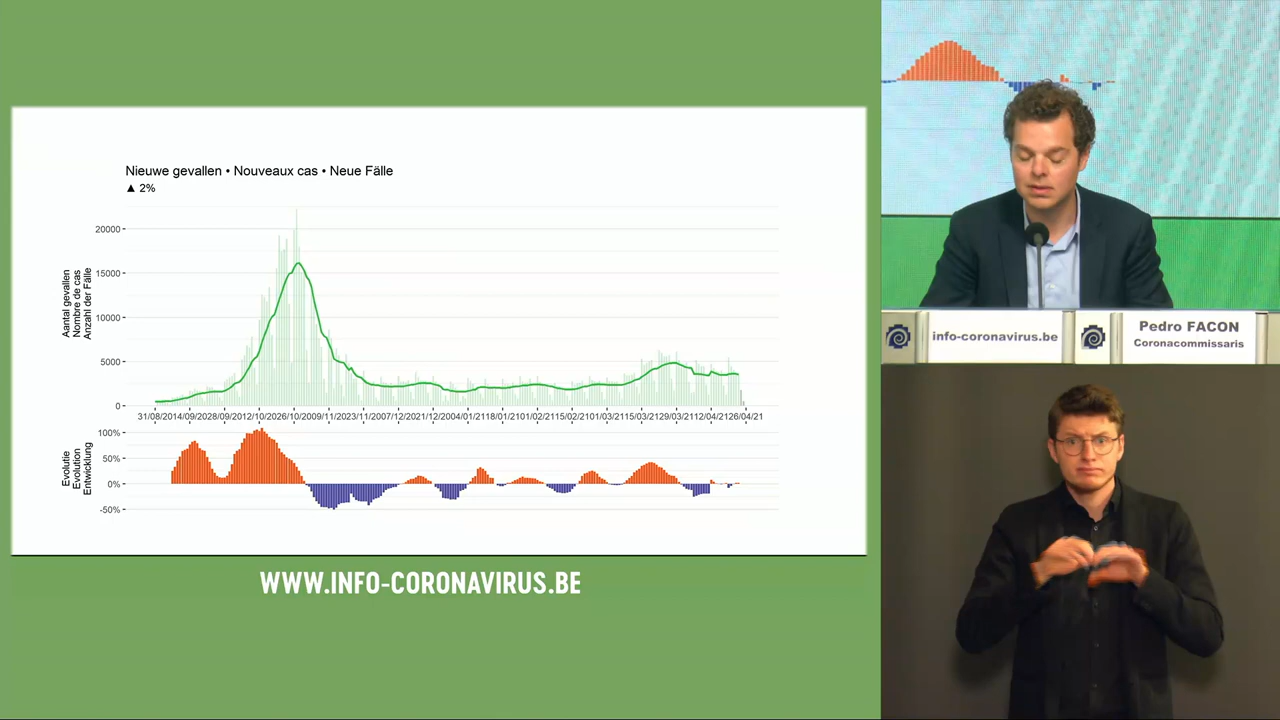 Nieuwe gevallen • Nouveaux cas • Neue Fälle
▲ 2%
Aantal gevallen
Nombre de cas
Anzahl der Fälle
20000
15000
10000
5000
0
31/08/2014/09/2028/09/2012/10/2026/10/2009/11/2023/11/2007/12/2021/12/2004/01/2118/01/2101/02/2115/02/2101/03/2115/03/2129/03/2112/04/2126/04/21
Evolutie
Evolution
Entwicklung
100%
50%
0%
-50%
WWW.INFO-CORONAVIRUS.BE
info-coronavirus.be
Pedro FACON
Coronacommissaris